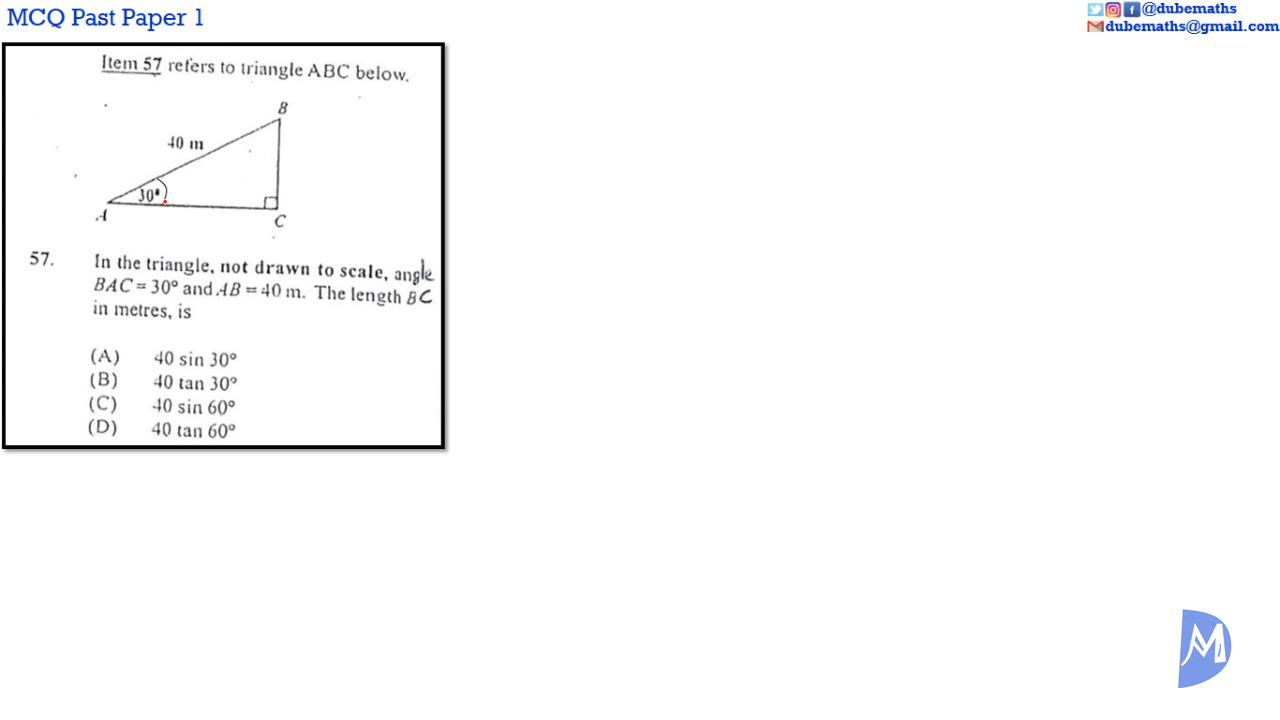 MCQ Past Paper 1
@dubemaths
dubemaths@gmail.com
Item 57 refers to triangle ABC below.
B
40 m
30°
A
C
57. In the triangle, not drawn to scale, angle
BAC = 30° and AB = 40 m. The length BC
in metres, is
(A) 40 sin 30°
(B) 40 tan 30°
(C) 40 sin 60°
(D) 40 tan 60°
M